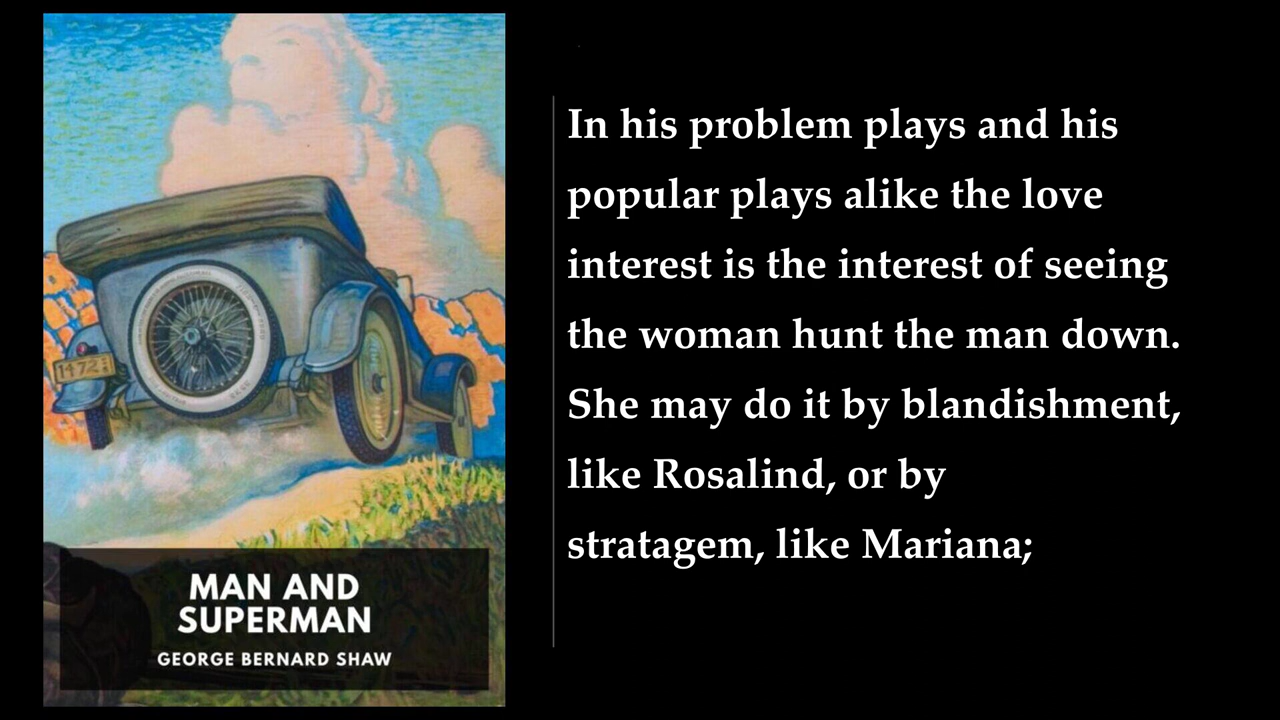 In his problem plays and his
popular plays alike the love
interest is the interest of seeing
the woman hunt the man down.
She may do it by blandishment,
like Rosalind, or by
stratagem, like Mariana;
1472
MAN AND
SUPERMAN
GEORGE BERNARD SHAW